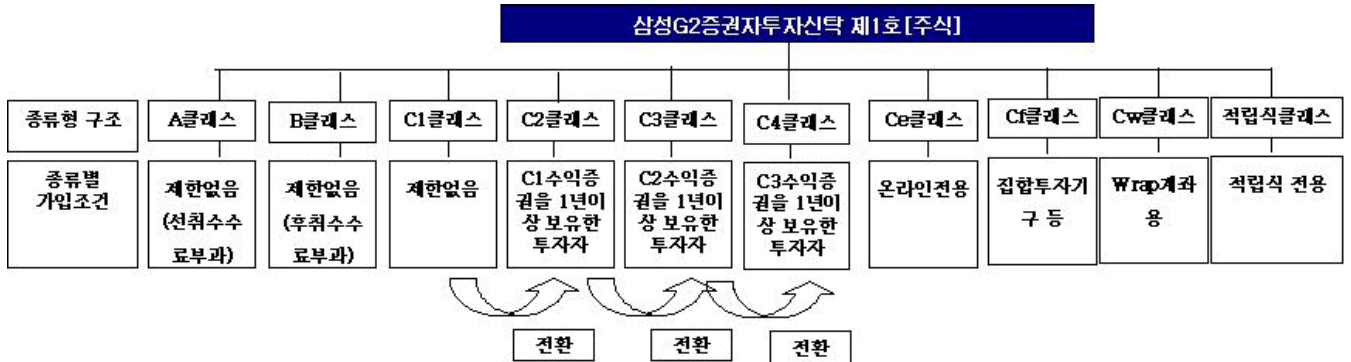 삼성G2증권자투자신탁 제1호[주식]
종류형 구조
A클래스
B클래스
C1클래스
C2클래스
C3클래스
C4클래스
Ce클래스
Cf클래스
Cw클래스
적립식클래스
종류별
가입조건
제한없음
(선취수수
료부과)
제한없음
(후취수수
료부과)
제한없음
C1수익증
권을 1년이
상 보유한
투자자
C2수익증
권을 1년이
상 보유한
투자자
C3수익증
권을 1년이
상 보유한
투자자
온라인전용
집합투자기
구 등
Wrap계좌
용
적립식 전용
전환
전환
전환